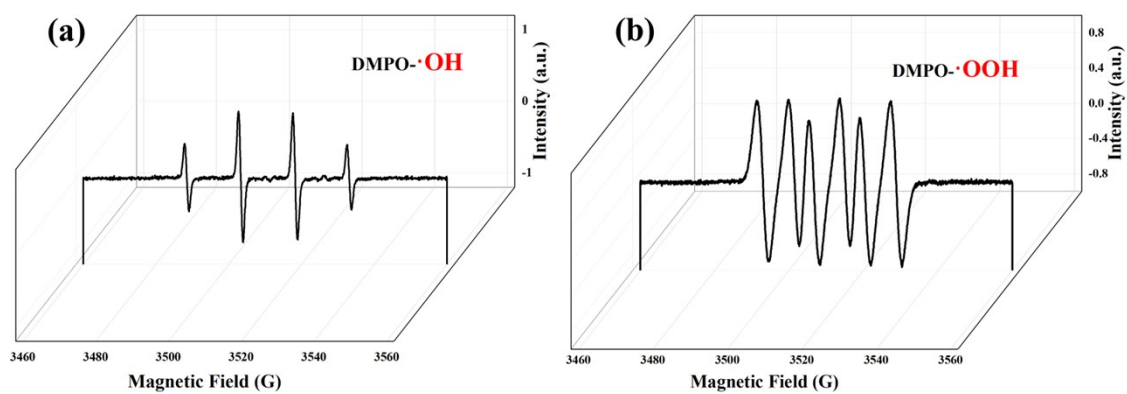 (a)
DMPO-·OH
1
0
-1
Intensity (a.u.)
3460
3480
3500
3520
3540
3560
Magnetic Field (G)
(b)
DMPO-·OOH
0.8
0.4
0.0
-0.4
-0.8
Intensity (a.u.)
3460
3480
3500
3520
3540
3560
Magnetic Field (G)